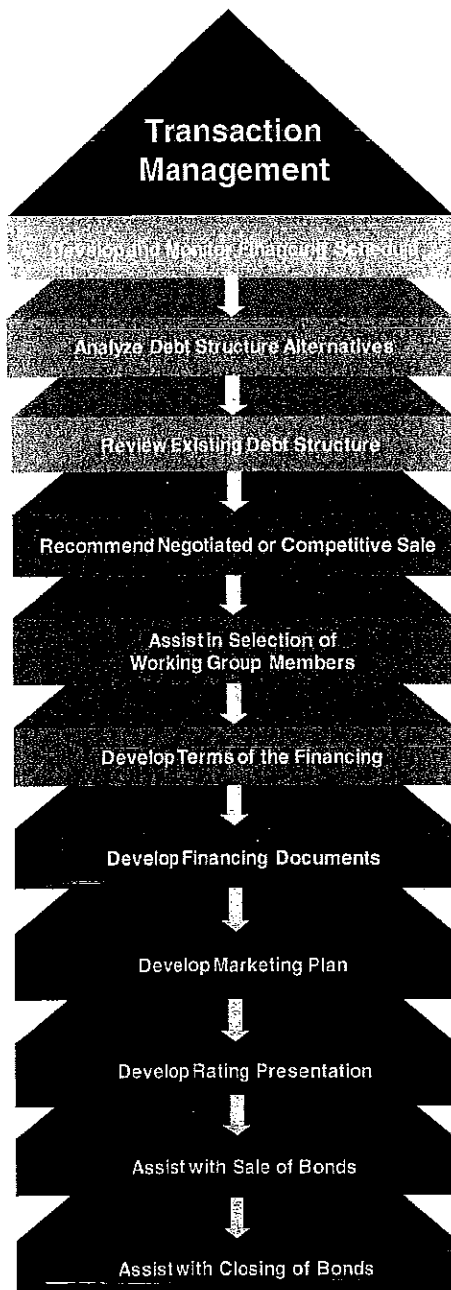 Transaction
Management
Develop and Monitor Financing Schedule
Analyze Debt Structure Alternatives
Review Existing Debt Structure
Recommend Negotiated or Competitive Sale
Assist in Selection of
Working Group Members
Develop Terms of the Financing
Develop Financing Documents
Develop Marketing Plan
Develop Rating Presentation
Assist with Sale of Bonds
Assist with Closing of Bonds